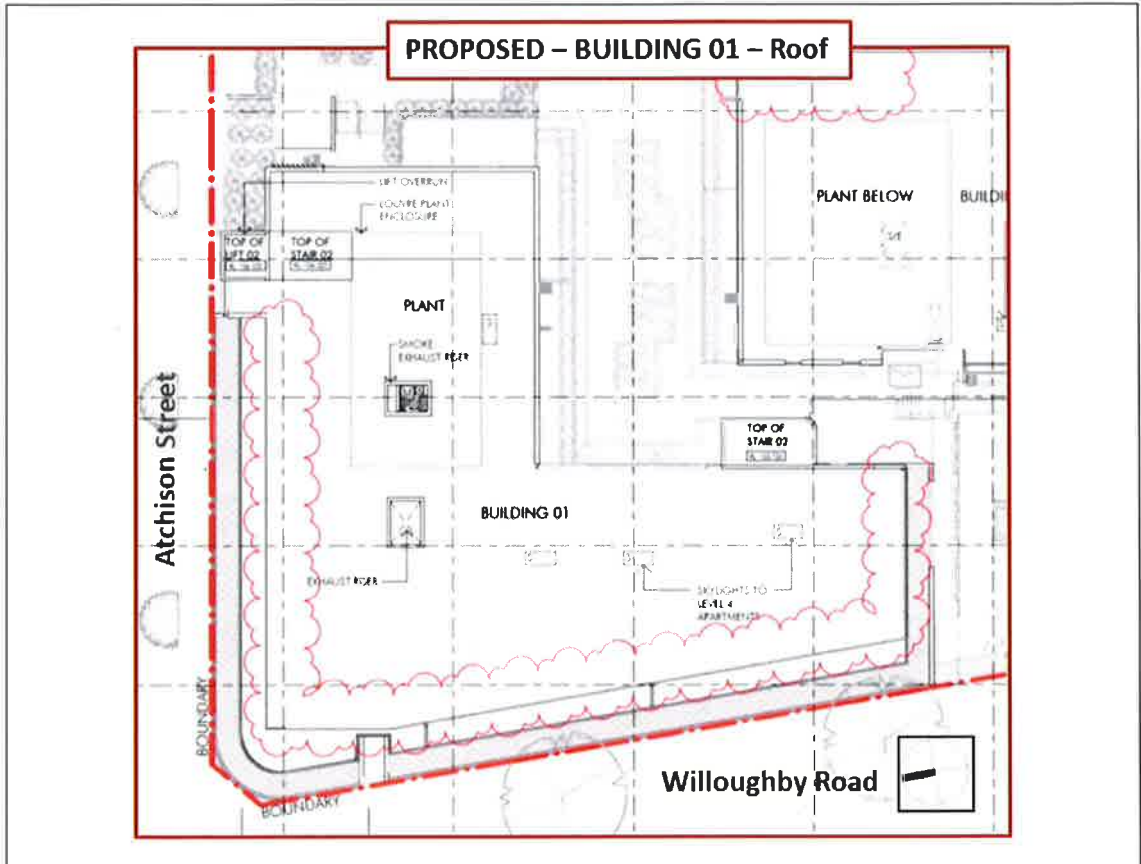 PROPOSED – BUILDING 01 – Roof
LIFT OVERRUN
LOUVRE PLANT
ENCLOSURE
PLANT BELOW
TOP OF
LIFT 02
TOP OF
STAIR 02
PLANT
SMOKE
EXHAUST RISER
Atchison Street
TOP OF
STAIR 03
BUILDING 01
EXHAUST RISER
SKYLIGHTS TO
LEVEL 4
APARTMENTS
BOUNDARY
Willoughby Road
BOUNDARY